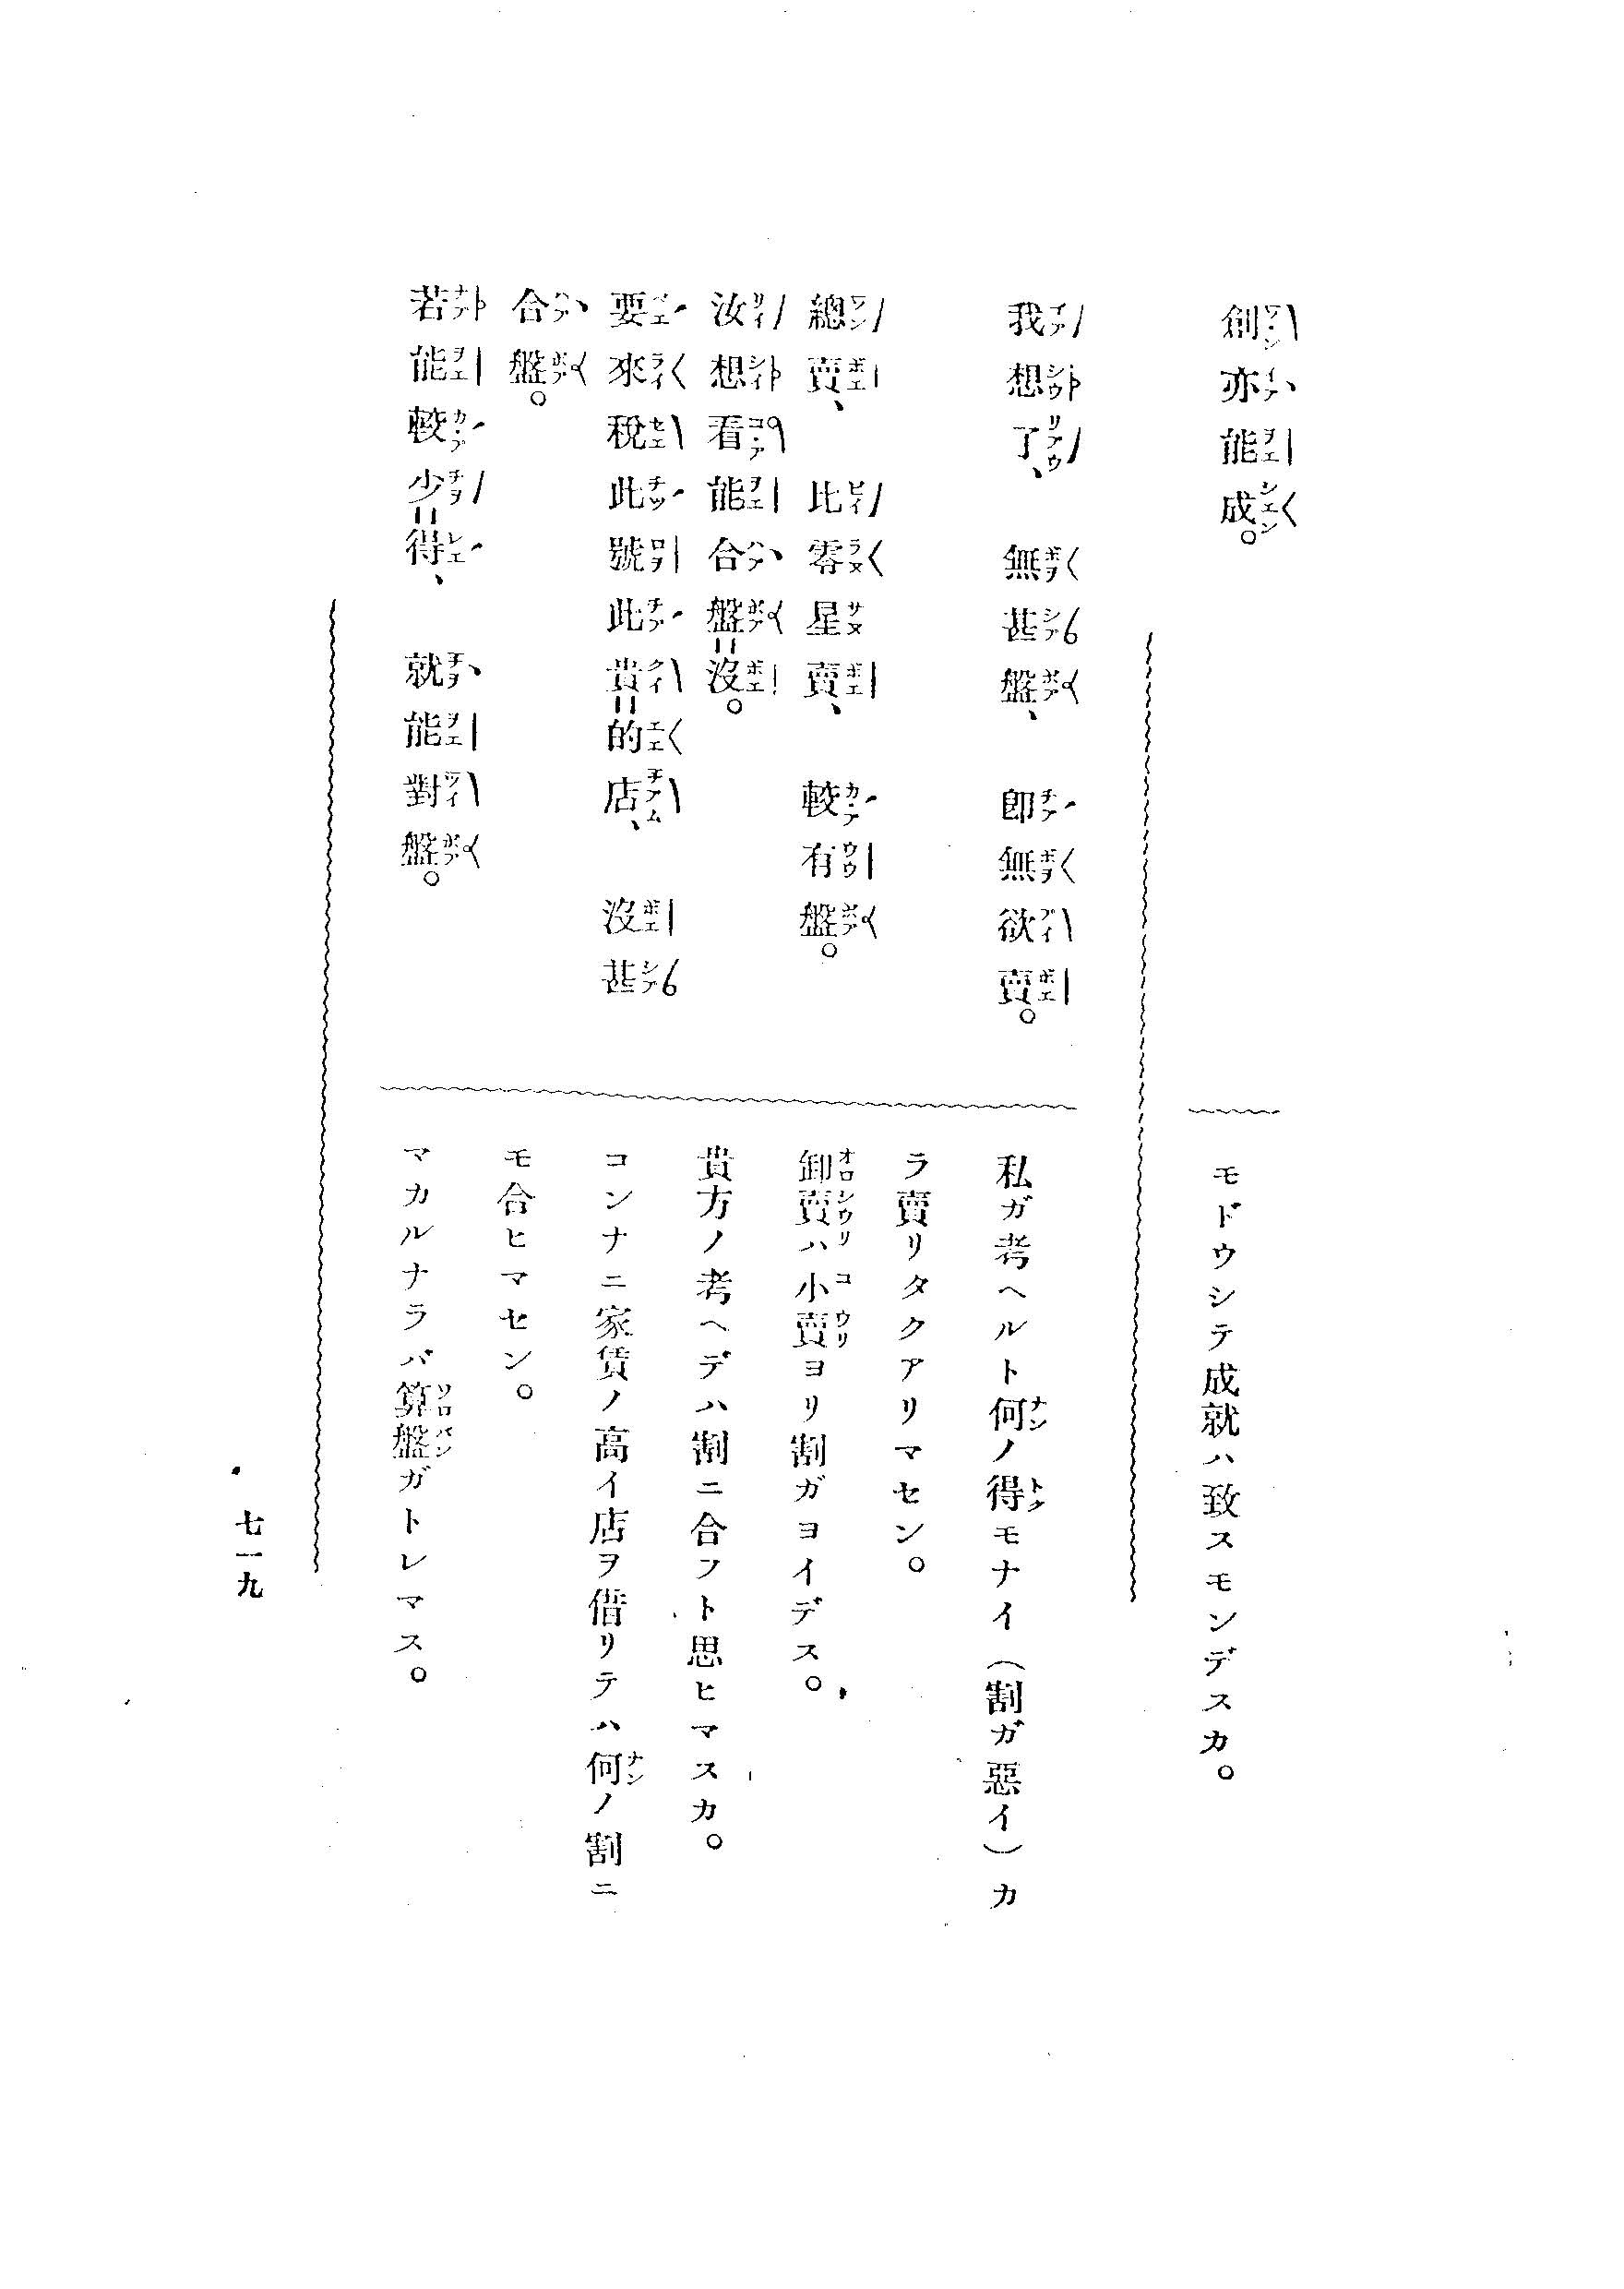 創亦能成。
モドウシテ成就ハ致スモンデスカ。
我想了、無甚盤、卽無欲賣。
私ガ考ヘルト何ノ得モナイ(割ガ惡イ)カ
ラ賣リタクアリマセン。
總賣、比零星賣、較有盤。
卸賣ハ小賣ヨリ割ガヨイデス。
汝想看能合盤=沒。
貴方ノ考ヘデハ割ニ合フト思ヒマスカ。
要來稅此號此貴=的店、沒甚
合盤。
コンナニ家賃ノ高イ店ヲ借リテハ何ノ割ニ
モ合ヒマセン。
若能較少=得、就能對盤。
マカルナラバ算盤ガトレマス。
七一九